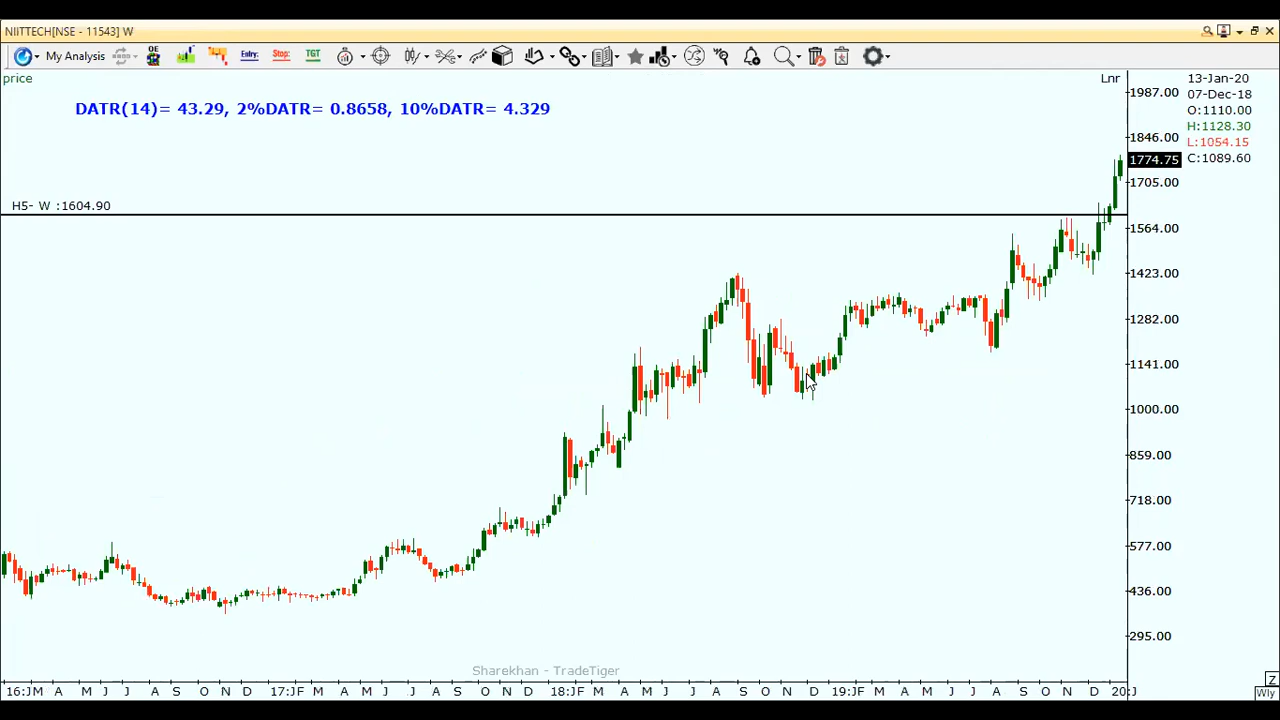 NIITTECH[NSE - 11543] W
My Analysis
OE
Entry:
Stop:
TGT
price
Lnr
DATR(14)= 43.29, 2%DATR= 0.8658, 10%DATR= 4.329
13-Jan-20
07-Dec-18
O:1110.00
H:1128.30
L:1054.15
C:1089.60
H5- W :1604.90
1987.00
1846.00
1774.75
1705.00
1564.00
1423.00
1282.00
1141.00
1000.00
859.00
718.00
577.00
436.00
295.00
Sharekhan - TradeTiger
16:JM A M J J A S O N D 17:JF M A M J J A S O N D 18:JF M A M J J A S O N D 19:JF M A M J J A S O N D 20:J
Z
Wly